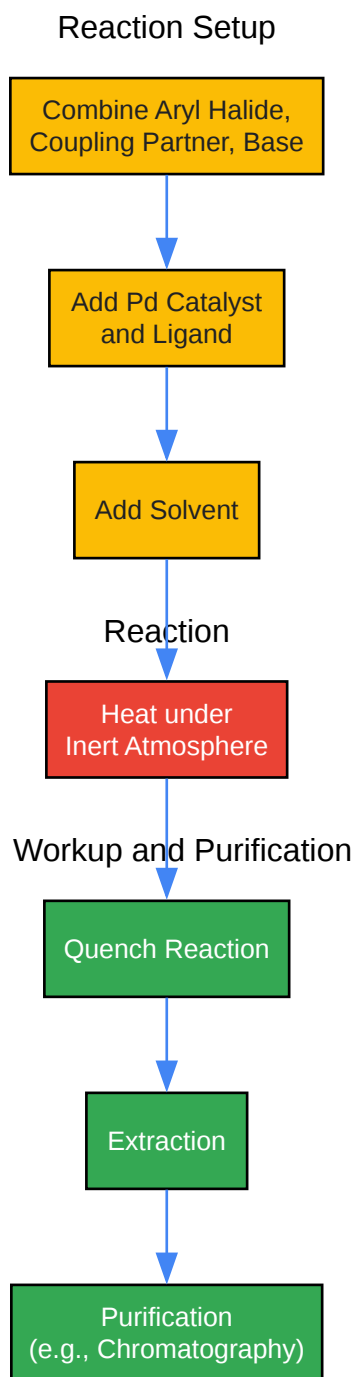 Reaction Setup
Combine Aryl Halide,
Coupling Partner, Base
Add Pd Catalyst
and Ligand
Add Solvent
Reaction
Heat under
Inert Atmosphere
Workup and Purification
Quench Reaction
Extraction
Purification
(e.g., Chromatography)